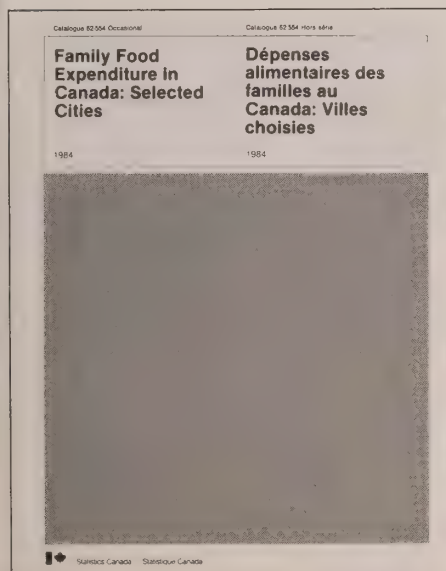 Catalogue 62-554 Occasional
Family Food
Expenditure in
Canada: Selected
Cities
1984
Catalogue 62-554 Hors série
Dépenses
alimentaires des
familles au
Canada: Villes
choisies
1984
Statistics Canada Statistique Canada